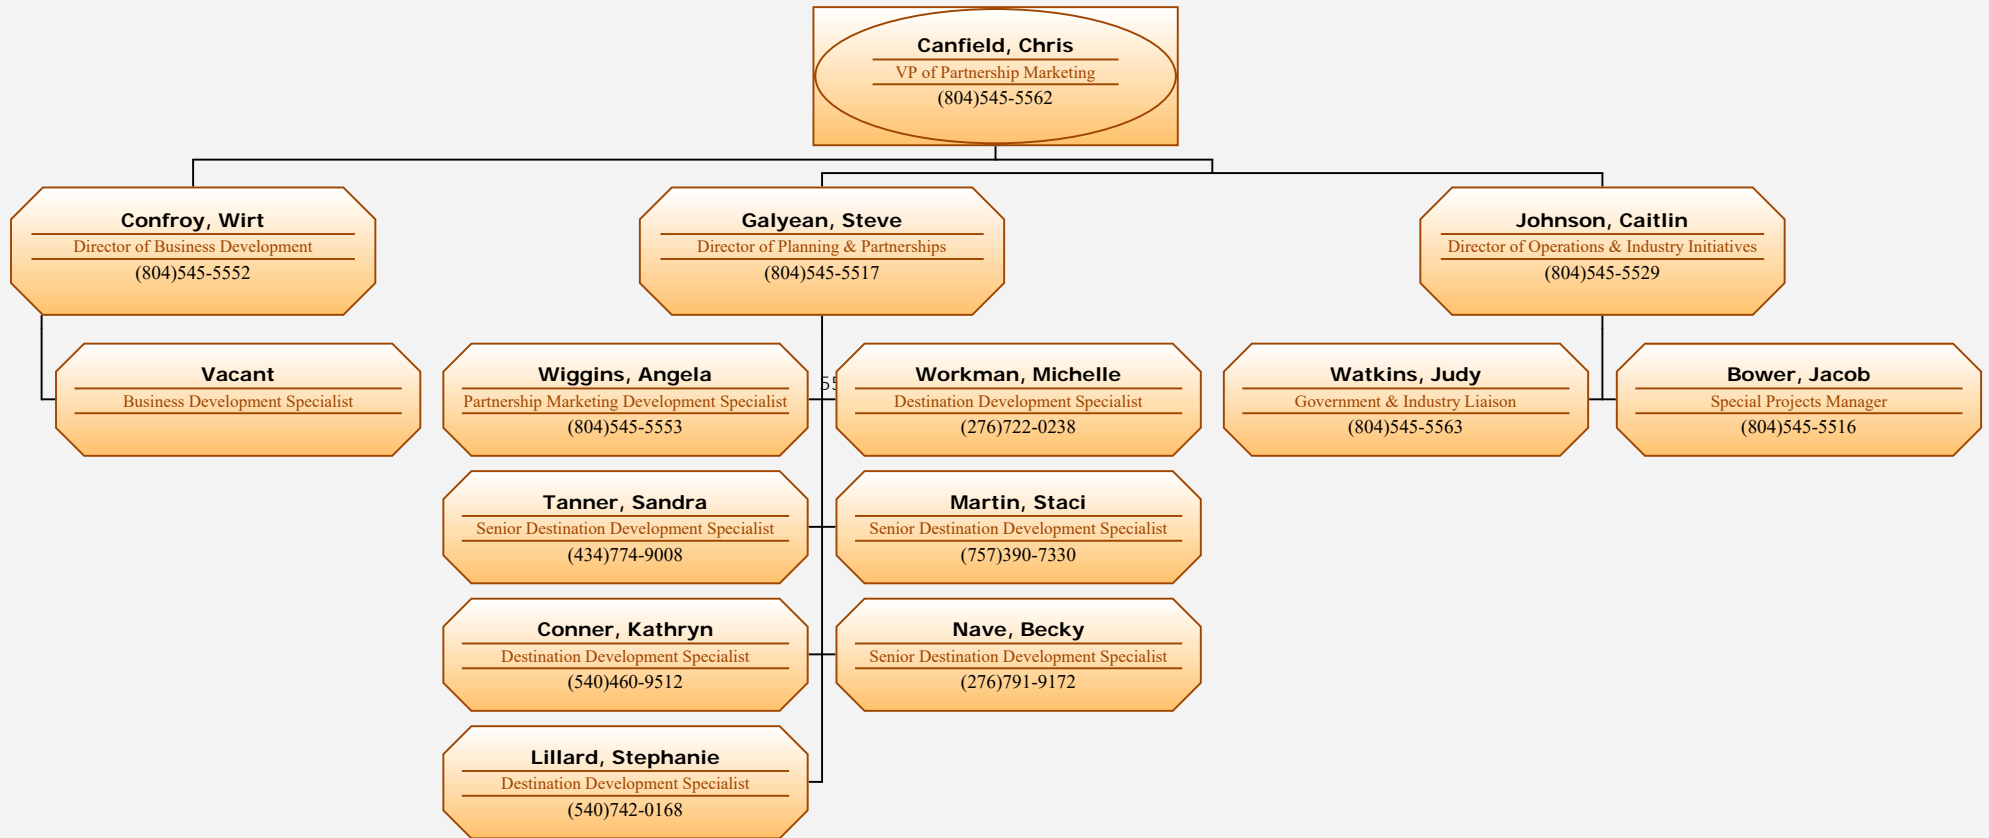 Canfield, Chris
VP of Partnership Marketing
(804)545-5562
Confroy, Wirt
Director of Business Development
(804)545-5552
Galyean, Steve
Director of Planning & Partnerships
(804)545-5517
Johnson, Caitlin
Director of Operations & Industry Initiatives
(804)545-5529
Vacant
Business Development Specialist
Wiggins, Angela
Partnership Marketing Development Specialist
(804)545-5553
Workman, Michelle
Destination Development Specialist
(276)722-0238
Watkins, Judy
Government & Industry Liaison
(804)545-5563
Bower, Jacob
Special Projects Manager
(804)545-5516
Tanner, Sandra
Senior Destination Development Specialist
(434)774-9008
Martin, Staci
Senior Destination Development Specialist
(757)390-7330
Conner, Kathryn
Destination Development Specialist
(540)460-9512
Nave, Becky
Senior Destination Development Specialist
(276)791-9172
Lillard, Stephanie
Destination Development Specialist
(540)742-0168